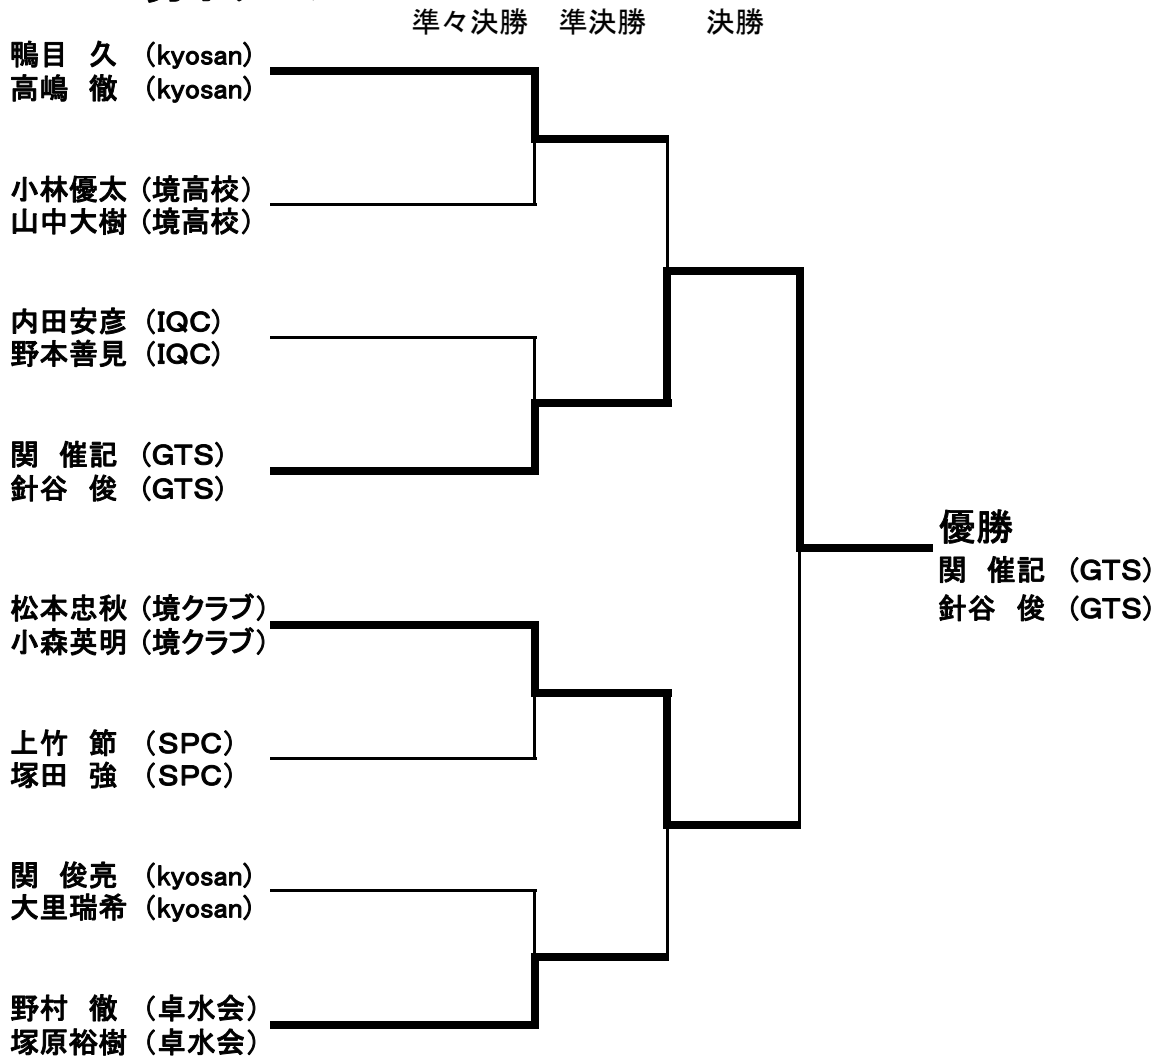 準々決勝 準決勝 決勝
鴨目 久 (kyosan)
高嶋 徹 (kyosan)
小林優太 (境高校)
山中大樹 (境高校)
内田安彦 (IQC)
野本善見 (IQC)
関 催記 (GTS)
針谷 俊 (GTS)
優勝
関 催記 (GTS)
針谷 俊 (GTS)
松本忠秋 (境クラブ)
小森英明 (境クラブ)
上竹 節 (SPC)
塚田 強 (SPC)
関 俊亮 (kyosan)
大里瑞希 (kyosan)
野村 徹 (卓水会)
塚原裕樹 (卓水会)